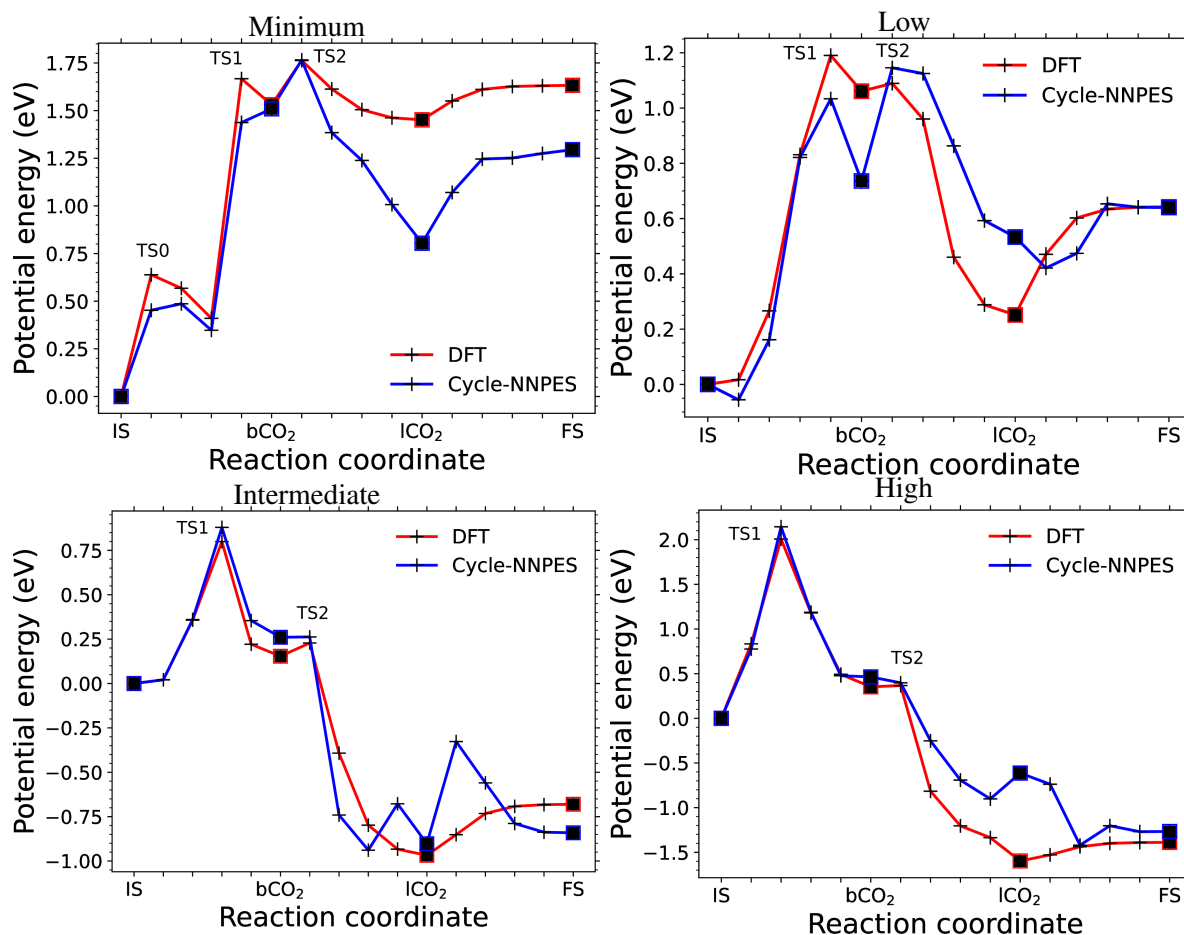 Minimum
Potential energy (eV)
1.75
1.50
1.25
1.00
0.75
0.50
0.25
0.00
TS0
TS1
TS2
DFT
Cycle-NNPES
IS
bCO₂
lCO₂
FS
Reaction coordinate
Low
Potential energy (eV)
1.2
1.0
0.8
0.6
0.4
0.2
0.0
TS1
TS2
DFT
Cycle-NNPES
IS
bCO₂
lCO₂
FS
Reaction coordinate
Intermediate
Potential energy (eV)
0.75
0.50
0.25
0.00
−0.25
−0.50
−0.75
−1.00
TS1
TS2
DFT
Cycle-NNPES
IS
bCO₂
lCO₂
FS
Reaction coordinate
High
Potential energy (eV)
2.0
1.5
1.0
0.5
0.0
−0.5
−1.0
−1.5
TS1
TS2
DFT
Cycle-NNPES
IS
bCO₂
lCO₂
FS
Reaction coordinate